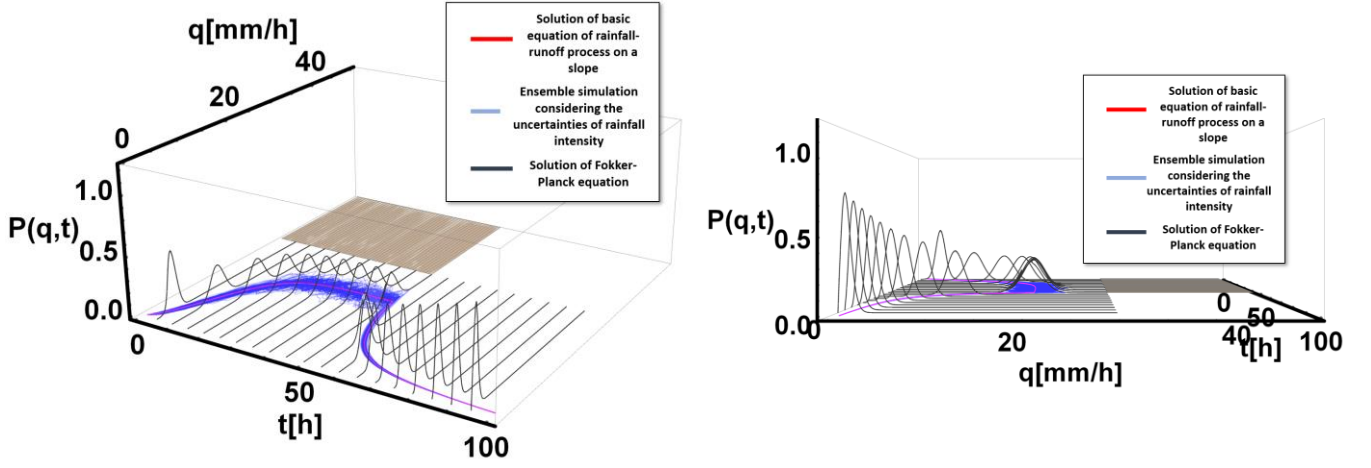 q[mm/h]
40
20
0
1.0
P(q,t)
0.5
0.0
0
50
t[h]
100
Solution of basic
equation of rainfall-
runoff process on a
slope
Ensemble simulation
considering the
uncertainties of rainfall
intensity
Solution of Fokker-
Planck equation
1.0
P(q,t)
0.5
0.0
0
20
40
q[mm/h]
0
50
100
t[h]
Solution of basic
equation of rainfall-
runoff process on a
slope
Ensemble simulation
considering the
uncertainties of rainfall
intensity
Solution of Fokker-
Planck equation